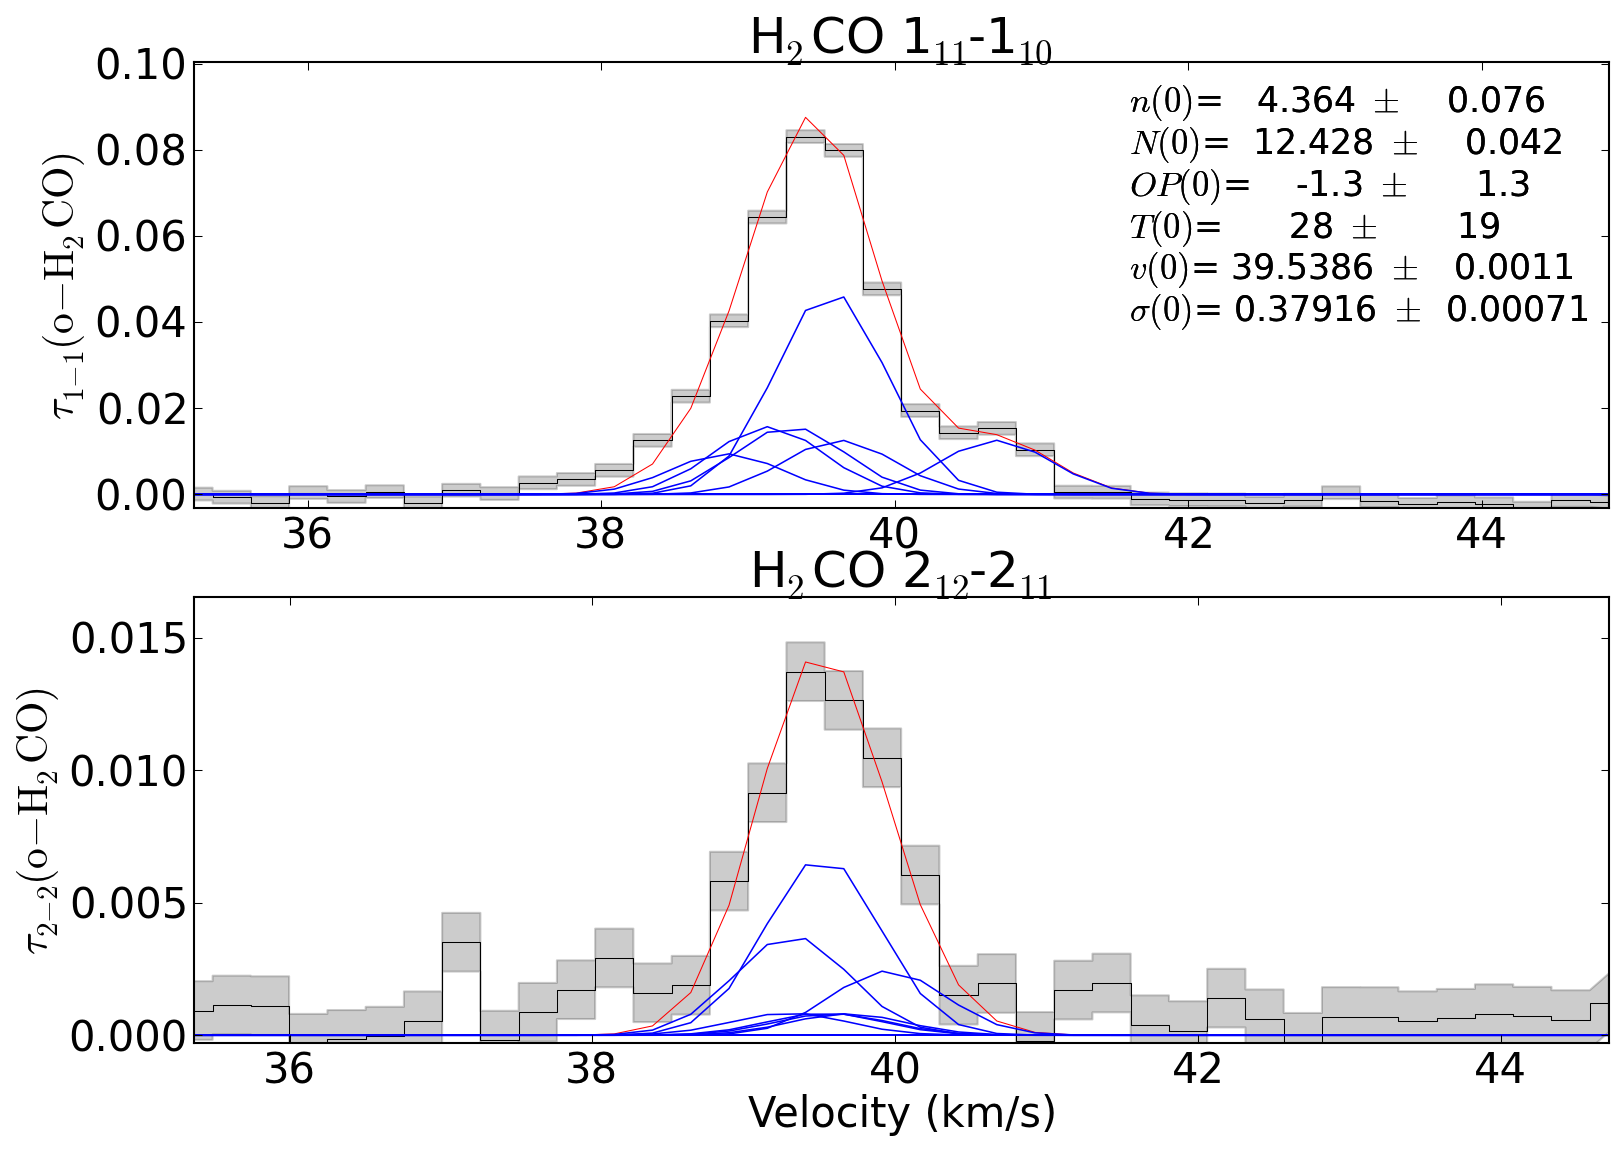 H₂CO 1₁₁-1₁₀
τ₁₋₁(o−H₂CO)
0.10
0.08
0.06
0.04
0.02
0.00
n(0)= 4.364 ± 0.076
N(0)= 12.428 ± 0.042
OP(0)= -1.3 ± 1.3
T(0)= 28 ± 19
v(0)= 39.5386 ± 0.0011
σ(0)= 0.37916 ± 0.00071
36 38 40 42 44
H₂CO 2₁₂-2₁₁
τ₂₋₂(o−H₂CO)
0.015
0.010
0.005
0.000
36 38 40 42 44
Velocity (km/s)